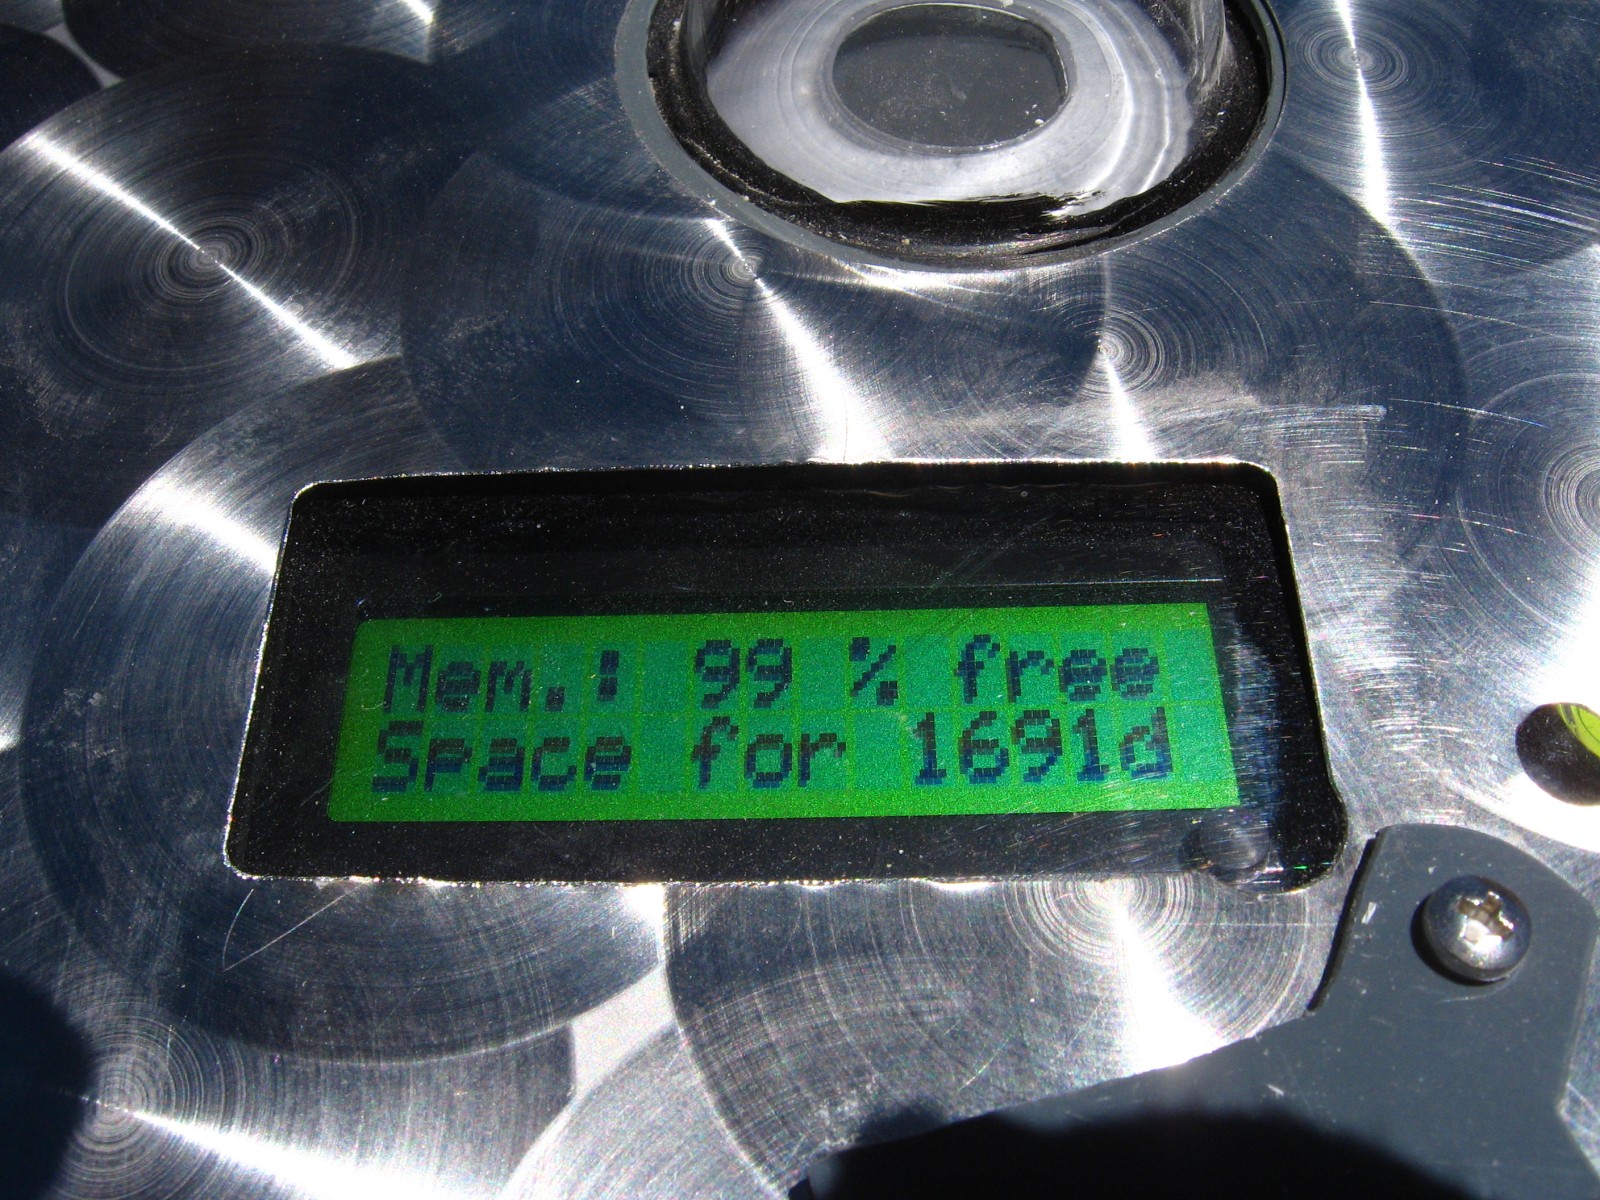 Mem.: 99 % free
Space for 1691d